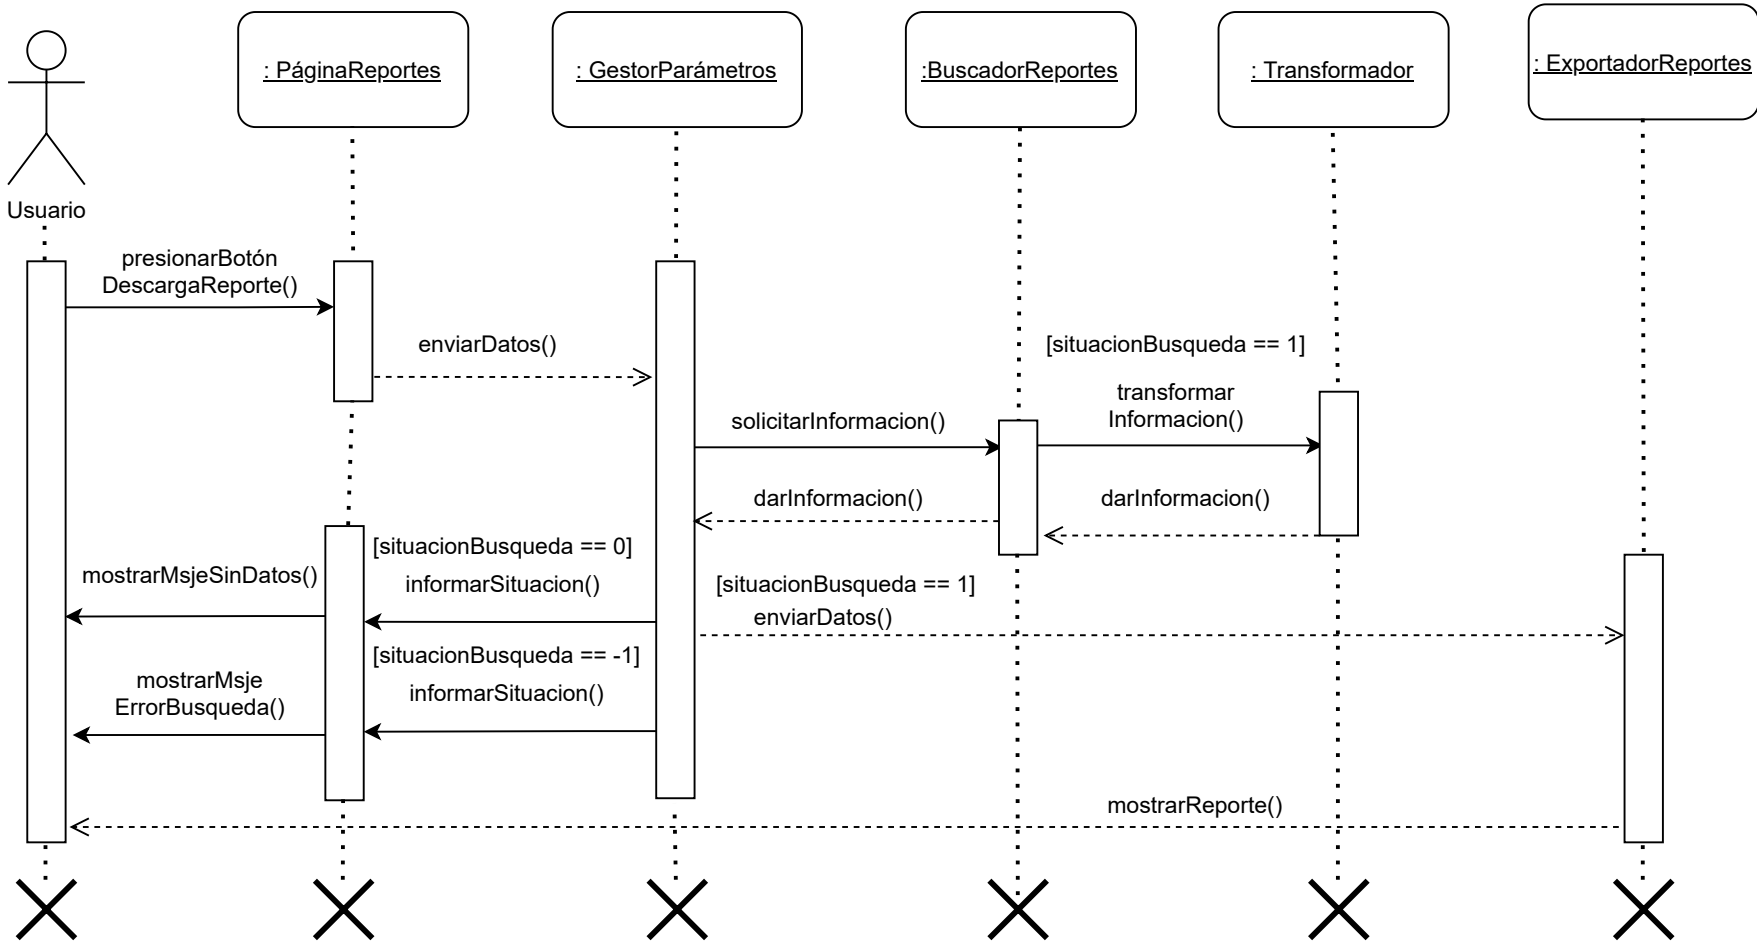 : PáginaReportes
: GestorParámetros
:BuscadorReportes
: Transformador
: ExportadorReportes
Usuario
presionarBotón
DescargaReporte()
enviarDatos()
[situacionBusqueda == 1]
transformar
Informacion()
solicitarInformacion()
darInformacion()
darInformacion()
[situacionBusqueda == 0]
informarSituacion()
mostrarMsjeSinDatos()
[situacionBusqueda == 1]
enviarDatos()
[situacionBusqueda == -1]
informarSituacion()
mostrarMsje
ErrorBusqueda()
mostrarReporte()